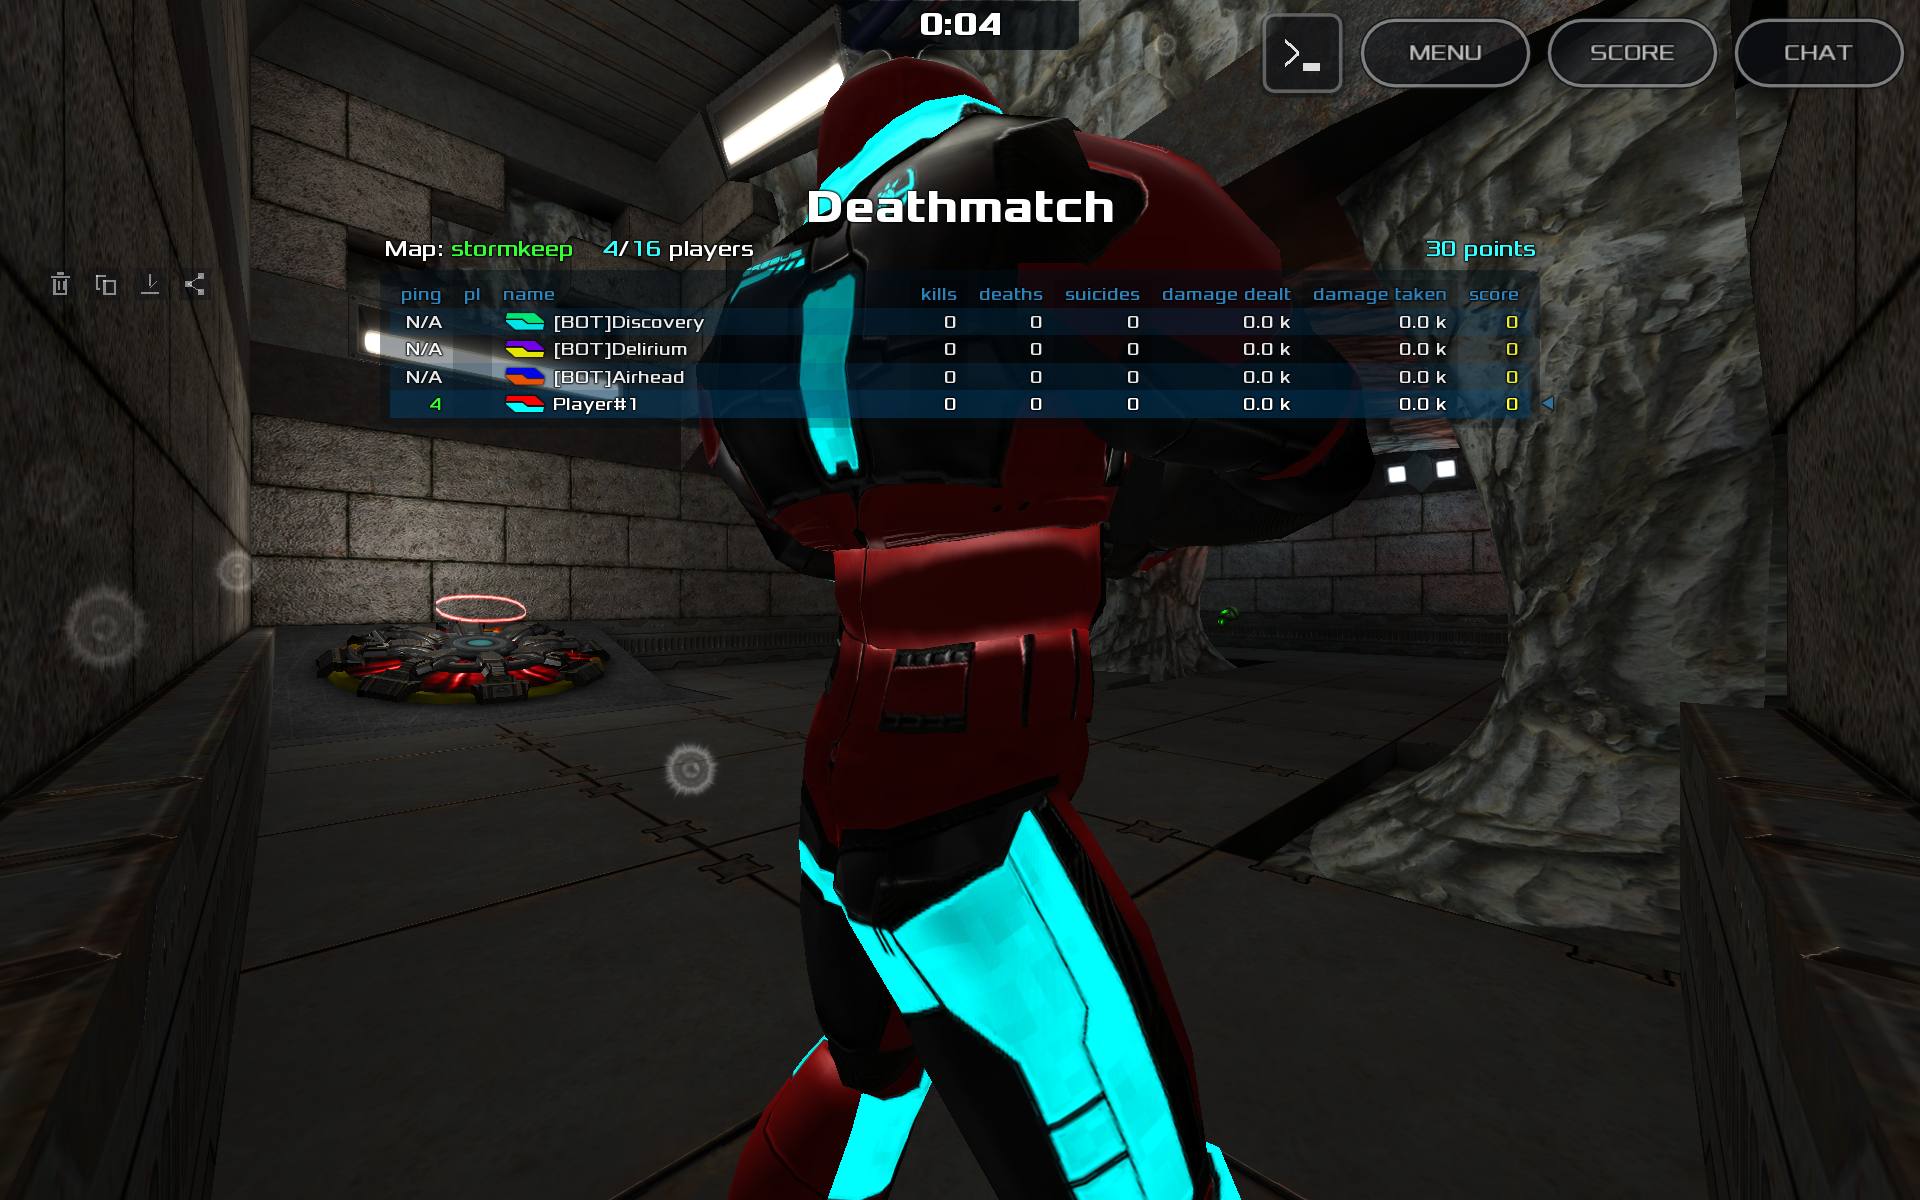 0:04
>_ MENU SCORE CHAT
Deathmatch
Map: stormkeep 4/16 players 30 points
ping pl name kills deaths suicides damage dealt damage taken score
N/A [BOT]Discovery 0 0 0 0.0 k 0.0 k 0
N/A [BOT]Delirium 0 0 0 0.0 k 0.0 k 0
N/A [BOT]Airhead 0 0 0 0.0 k 0.0 k 0
4 Player#1 0 0 0 0.0 k 0.0 k 0